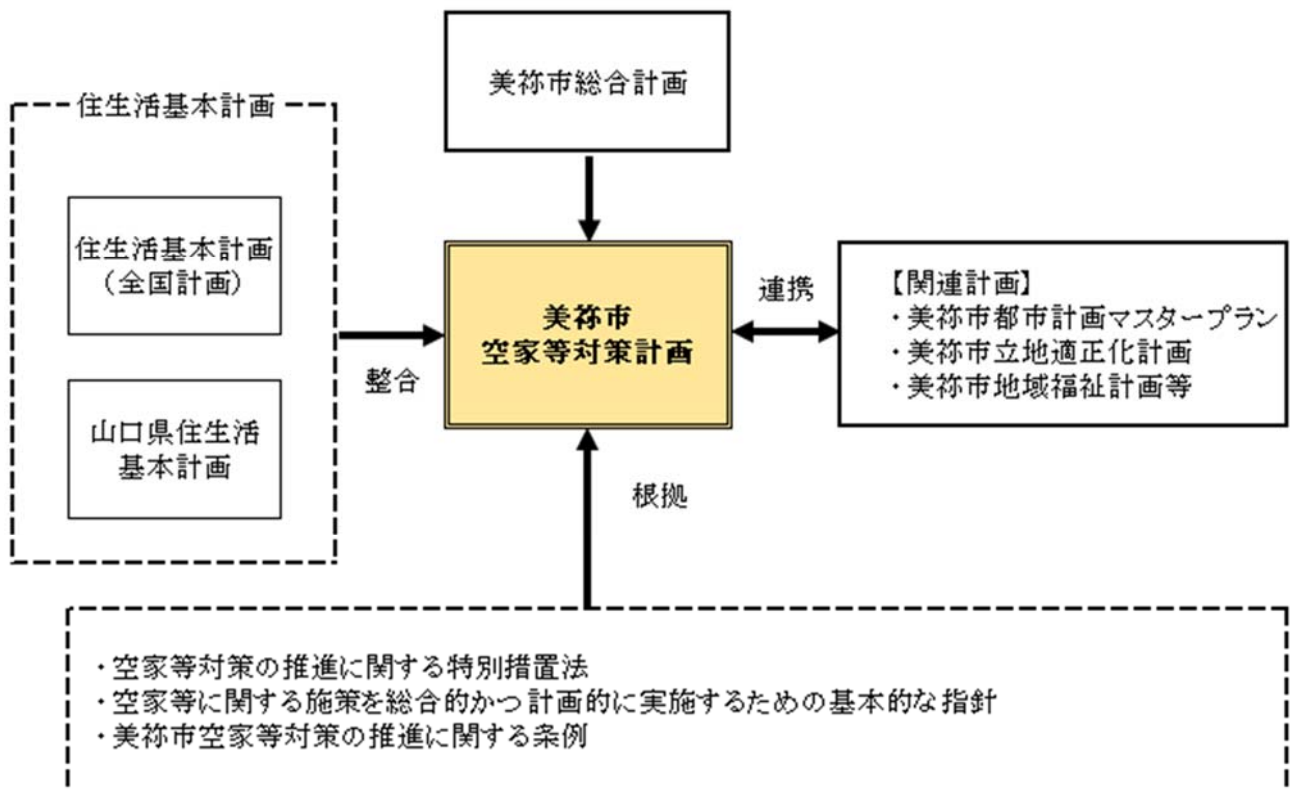 美祢市総合計画
住生活基本計画
住生活基本計画
（全国計画）
山口県住生活
基本計画
整合
美祢市
空家等対策計画
連携
【関連計画】
・美祢市都市計画マスタープラン
・美祢市立地適正化計画
・美祢市地域福祉計画等
根拠
・空家等対策の推進に関する特別措置法
・空家等に関する施策を総合的かつ計画的に実施するための基本的な指針
・美祢市空家等対策の推進に関する条例